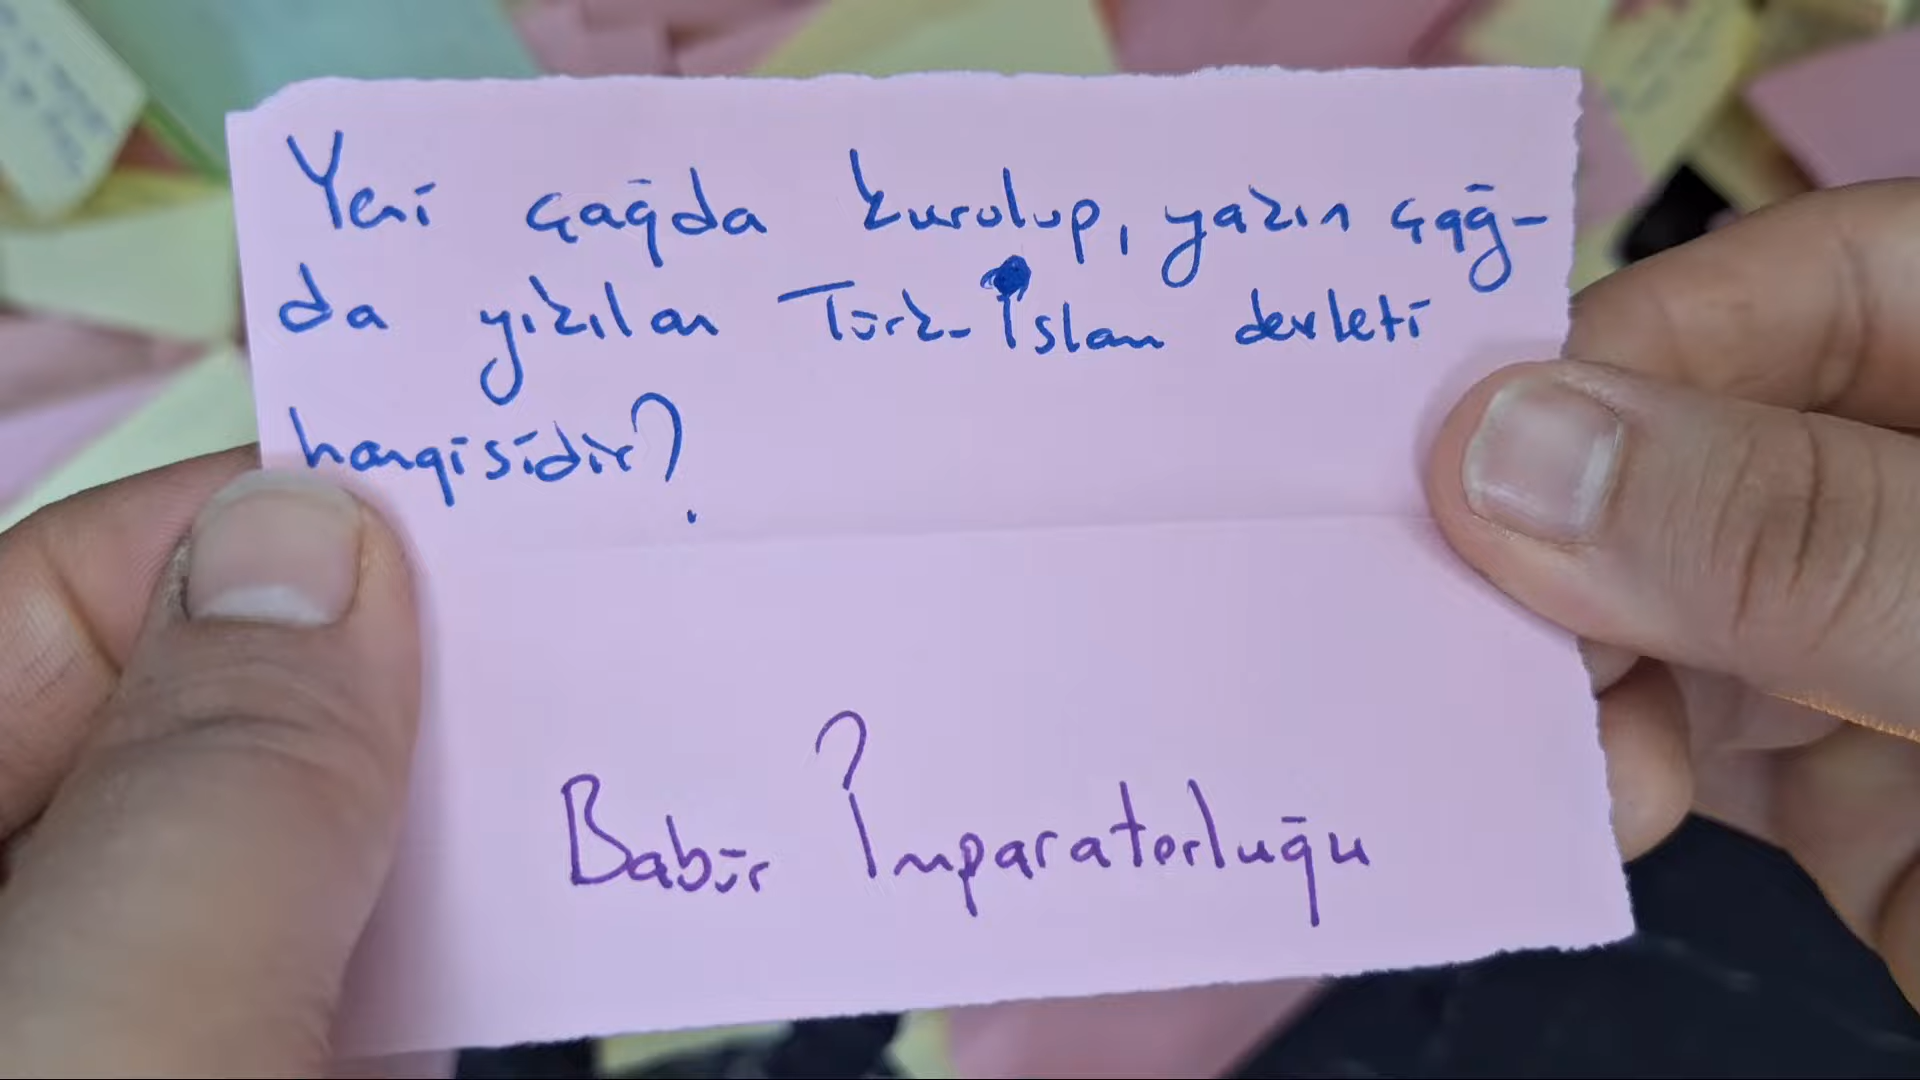 Yeni çağda kurulup, yakın çağ-
da yıkılan Türk-İslam devleti
hangisidir?
?
Babür İmparatorluğu